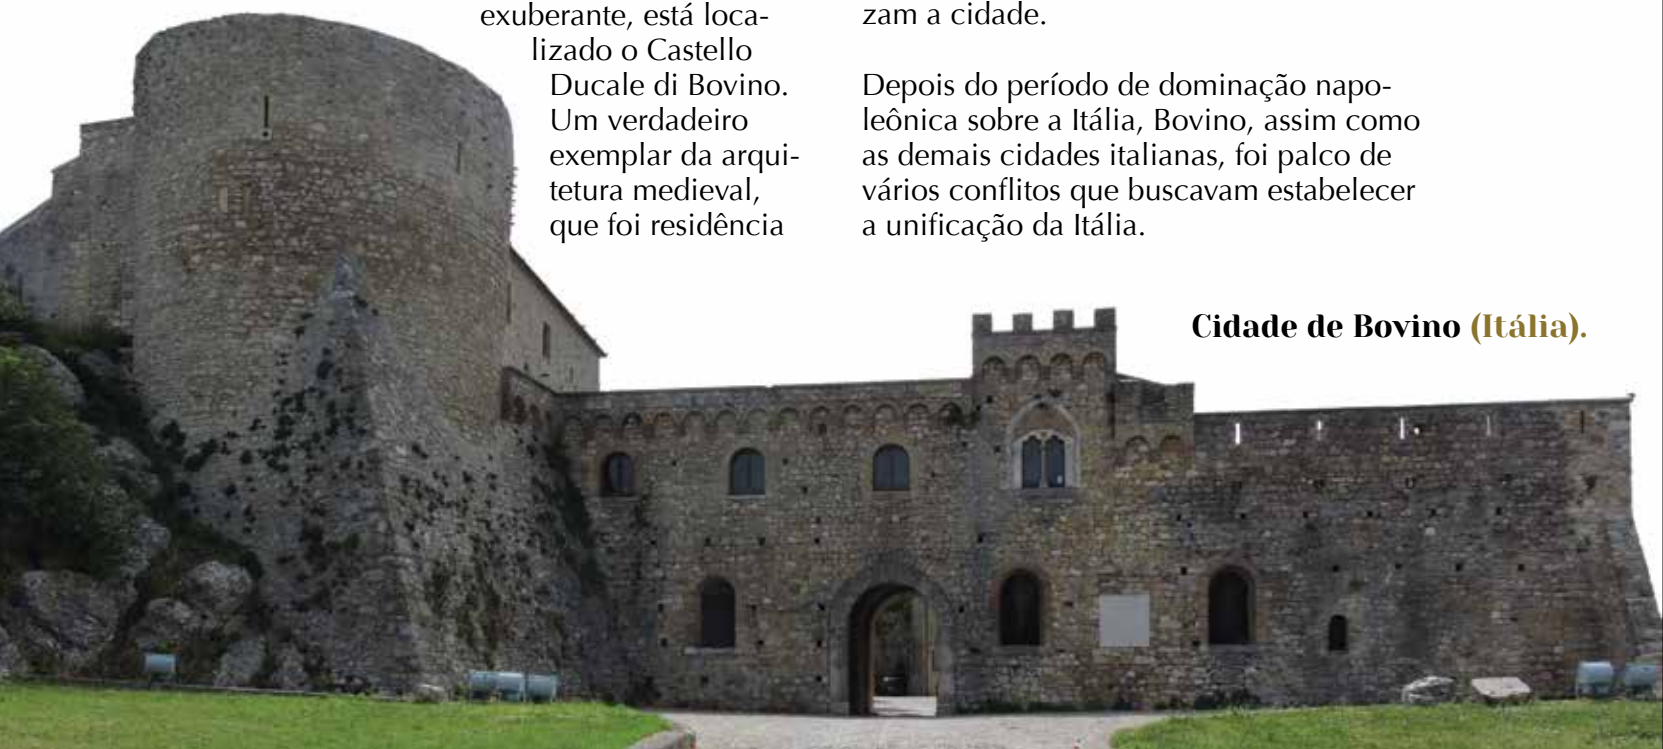 exuberante, está loca-
lizado o Castello
Ducale di Bovino.
Um verdadeiro
exemplar da arqui-
tetura medieval,
que foi residência
zam a cidade.
Depois do período de dominação napo-
leônica sobre a Itália, Bovino, assim como
as demais cidades italianas, foi palco de
vários conflitos que buscavam estabelecer
a unificação da Itália.
Cidade de Bovino (Itália).